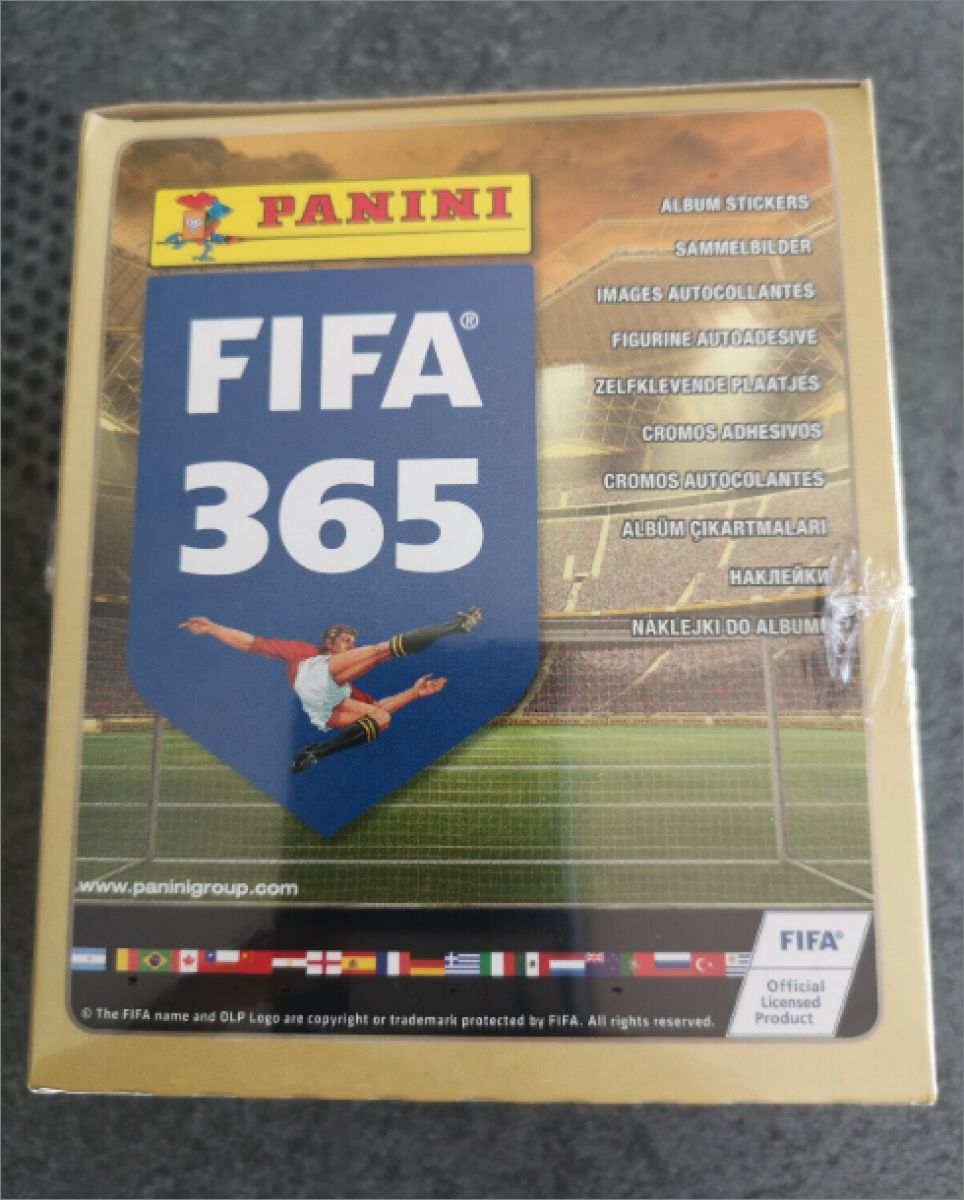 PANINI
FIFA®
365
ALBUM STICKERS
SAMMELBILDER
IMAGES AUTOCOLLANTES
FIGURINE AUTOADESIVE
ZELFKLEVENDE PLAATJES
CROMOS ADHESIVOS
CROMOS AUTOCOLANTES
ALBÜM ÇIKARTMALARI
НАКЛЕЙКИ
NAKLEJKI DO ALBUMU
www.paninigroup.com
FIFA®
Official
Licensed
Product
© The FIFA name and OLP Logo are copyright or trademark protected by FIFA. All rights reserved.